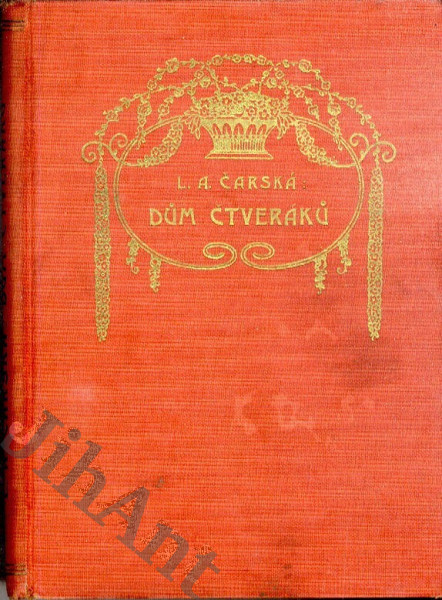 L. A. ČARSKÁ:
DŮM ČTVERÁKŮ
JihAnt